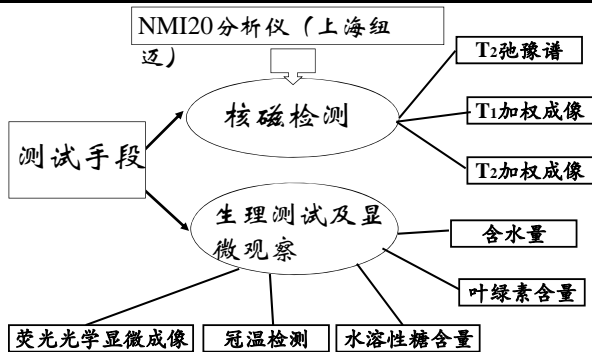 NMI20分析仪（上海纽
迈）
T2弛豫谱
核磁检测
T1加权成像
测试手段
T2加权成像
生理测试及显
微观察
含水量
叶绿素含量
荧光光学显微成像
冠温检测
水溶性糖含量